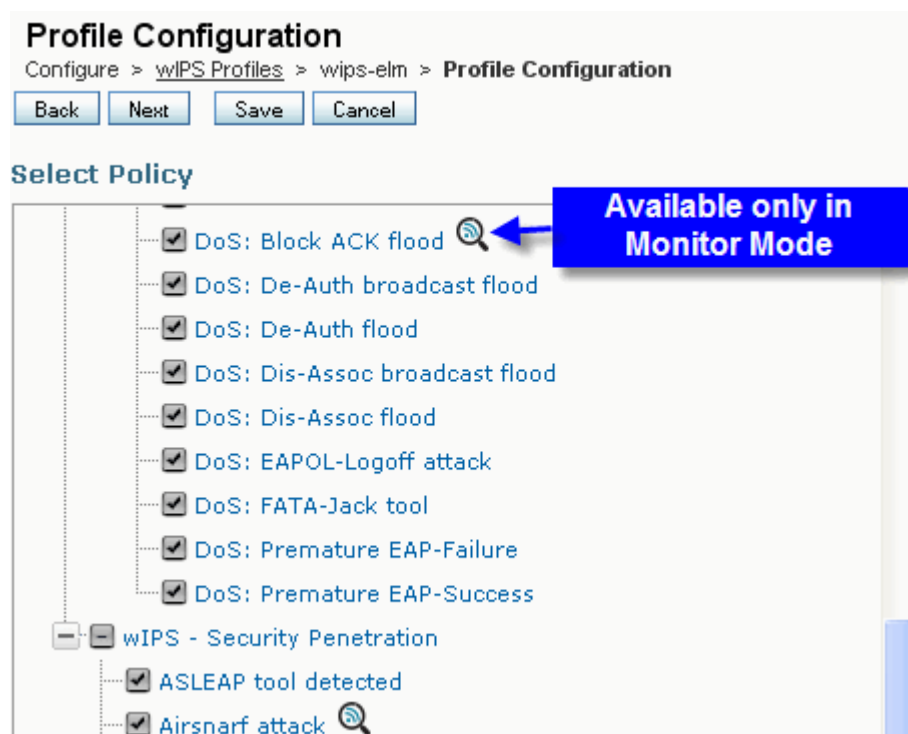 Profile Configuration
Configure > wIPS Profiles > wips-elm > Profile Configuration
Back Next Save Cancel
Select Policy
Available only in
Monitor Mode
DoS: Block ACK flood
DoS: De-Auth broadcast flood
DoS: De-Auth flood
DoS: Dis-Assoc broadcast flood
DoS: Dis-Assoc flood
DoS: EAPOL-Logoff attack
DoS: FATA-Jack tool
DoS: Premature EAP-Failure
DoS: Premature EAP-Success
wIPS - Security Penetration
ASLEAP tool detected
Airsnarf attack